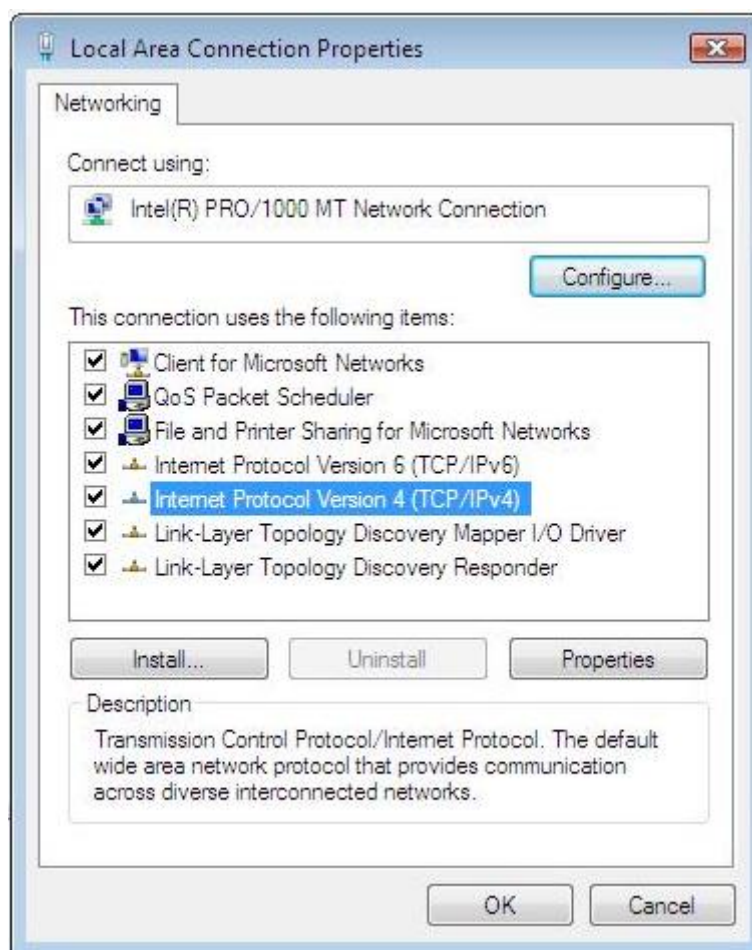 Local Area Connection Properties
Networking
Connect using:
Intel(R) PRO/1000 MT Network Connection
Configure...
This connection uses the following items:
Client for Microsoft Networks
QoS Packet Scheduler
File and Printer Sharing for Microsoft Networks
Internet Protocol Version 6 (TCP/IPv6)
Internet Protocol Version 4 (TCP/IPv4)
Link-Layer Topology Discovery Mapper I/O Driver
Link-Layer Topology Discovery Responder
Install... Uninstall Properties
Description
Transmission Control Protocol/Internet Protocol. The default
wide area network protocol that provides communication
across diverse interconnected networks.
OK Cancel